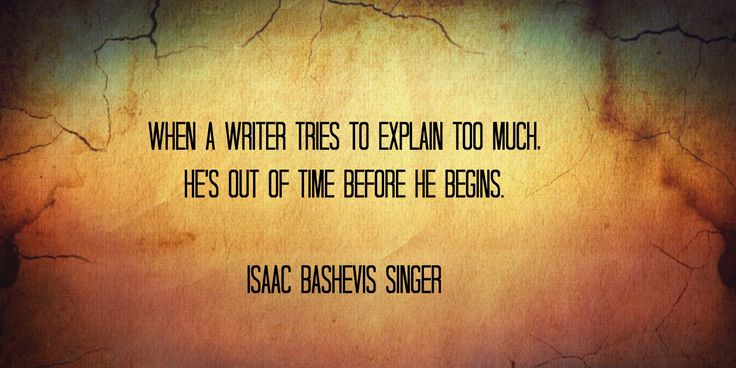 WHEN A WRITER TRIES TO EXPLAIN TOO MUCH,
HE'S OUT OF TIME BEFORE HE BEGINS.
ISAAC BASHEVIS SINGER